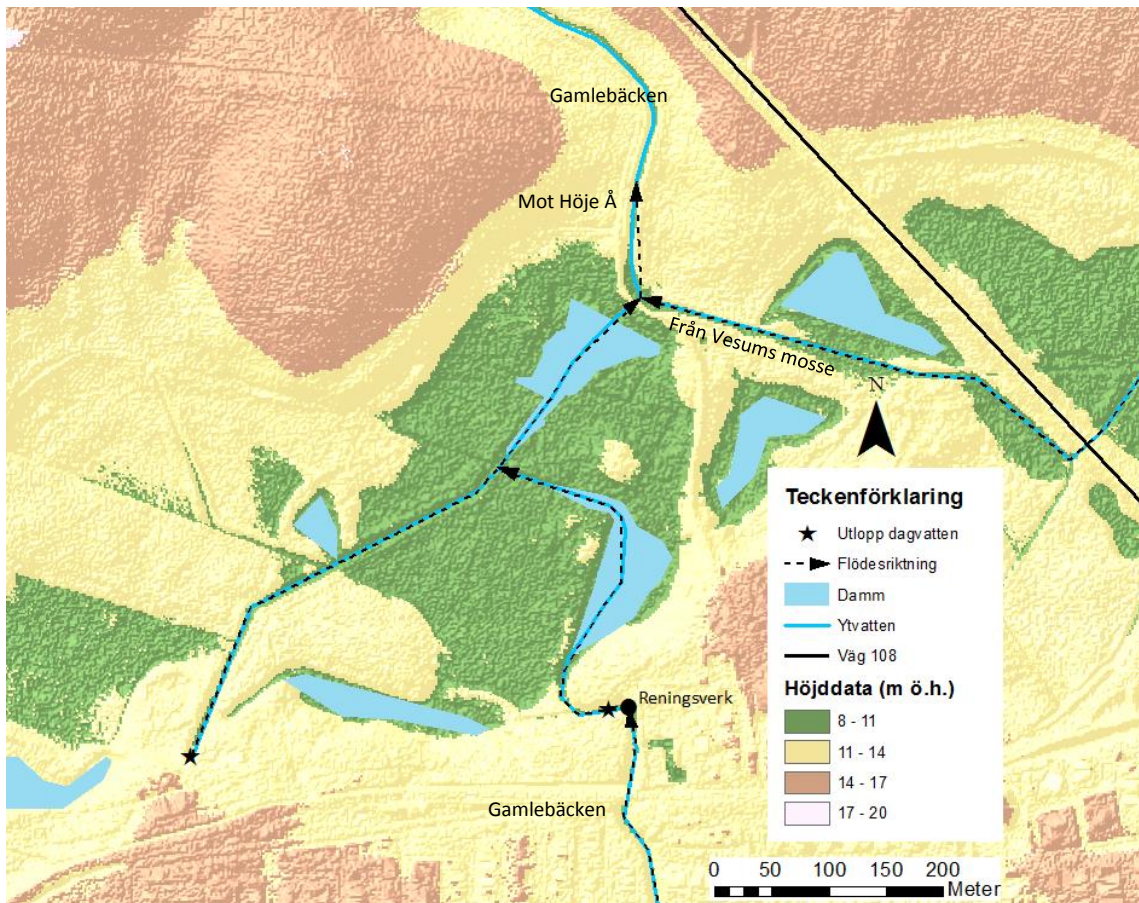 Gamlebäcken
Mot Höje Å
Från Vesums mosse
N
Teckenförklaring
Utlopp dagvatten
Flödesriktning
Damm
Ytvatten
Väg 108
Höjddata (m ö.h.)
8 - 11
11 - 14
14 - 17
17 - 20
Reningsverk
Gamlebäcken
0 50 100 150 200
Meter